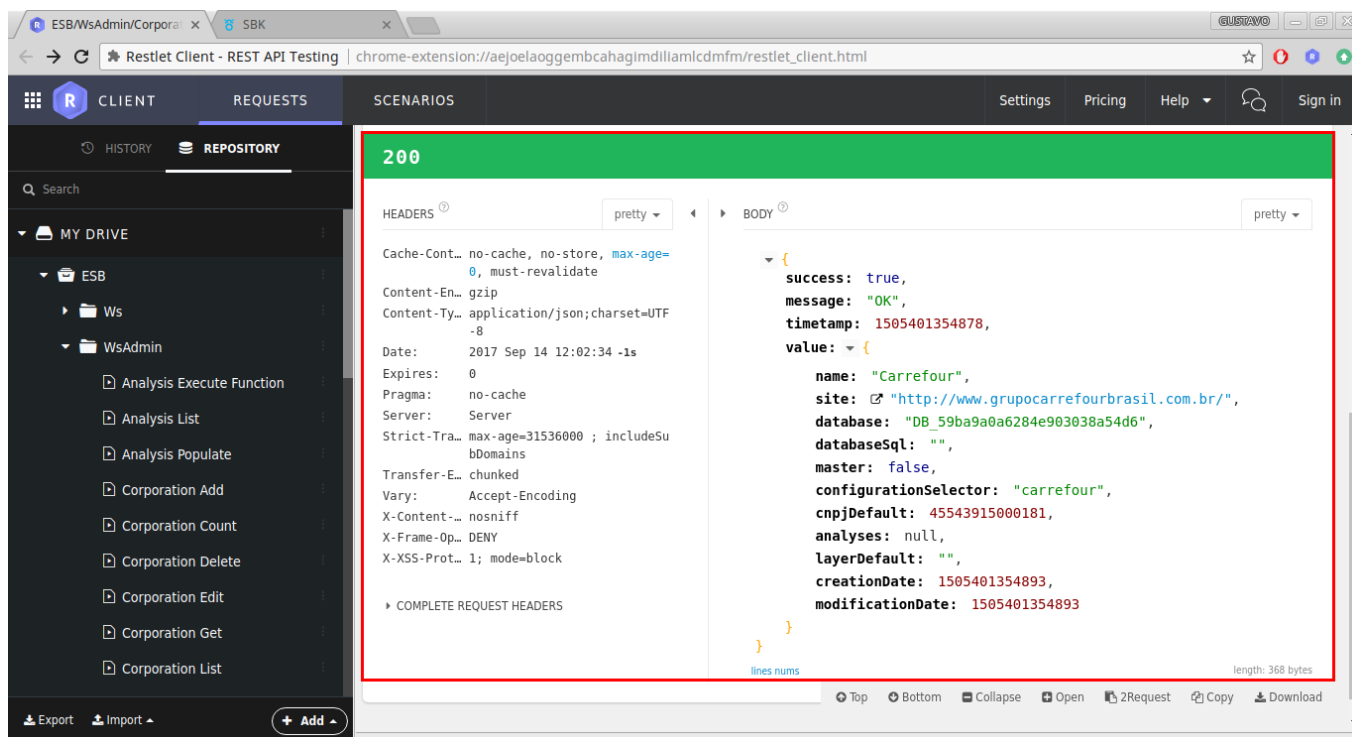 ESB/WsAdmin/Corporat
SBK
GUSTAVO
Restlet Client - REST API Testing
chrome-extension://aejoelaoggembcahagimdiliamlcdmfm/restlet_client.html
R CLIENT
REQUESTS
SCENARIOS
Settings
Pricing
Help
Sign in
HISTORY
REPOSITORY
Search
MY DRIVE
ESB
Ws
WsAdmin
Analysis Execute Function
Analysis List
Analysis Populate
Corporation Add
Corporation Count
Corporation Delete
Corporation Edit
Corporation Get
Corporation List
Export
Import
+ Add
200
HEADERS
pretty
Cache-Cont… no-cache, no-store, max-age=
0, must-revalidate
Content-En… gzip
Content-Ty… application/json;charset=UTF
-8
Date: 2017 Sep 14 12:02:34 -1s
Expires: 0
Pragma: no-cache
Server: Server
Strict-Tra… max-age=31536000 ; includeSu
bDomains
Transfer-E… chunked
Vary: Accept-Encoding
X-Content-… nosniff
X-Frame-Op… DENY
X-XSS-Prot… 1; mode=block
COMPLETE REQUEST HEADERS
BODY
pretty
{
success: true,
message: "OK",
timetamp: 1505401354878,
value: {
name: "Carrefour",
site: "http://www.grupocarrefourbrasil.com.br/",
database: "DB_59ba9a0a6284e903038a54d6",
databaseSql: "",
master: false,
configurationSelector: "carrefour",
cnpjDefault: 45543915000181,
analyses: null,
layerDefault: "",
creationDate: 1505401354893,
modificationDate: 1505401354893
}
}
lines nums
length: 368 bytes
Top
Bottom
Collapse
Open
2Request
Copy
Download